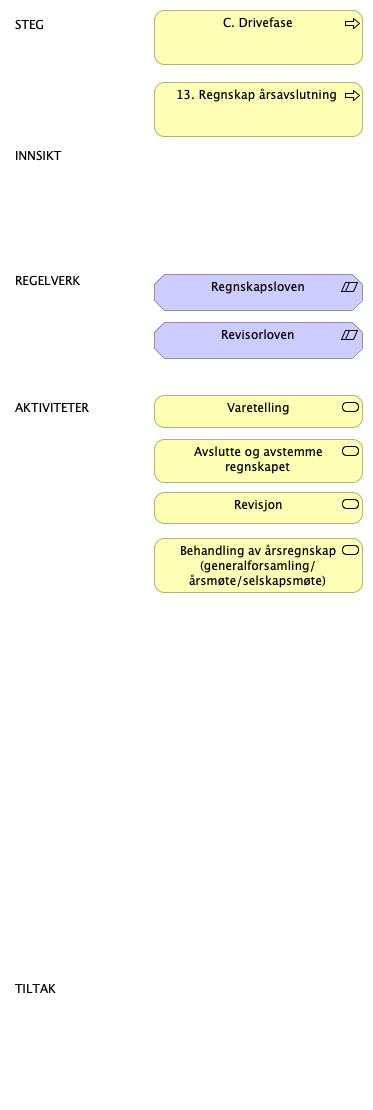 STEG
C. Drivefase
13. Regnskap årsavslutning
INNSIKT
REGELVERK
Regnskapsloven
Revisorloven
AKTIVITETER
Varetelling
Avslutte og avstemme
regnskapet
Revisjon
Behandling av årsregnskap
(generalforsamling/
årsmøte/selskapsmøte)
TILTAK